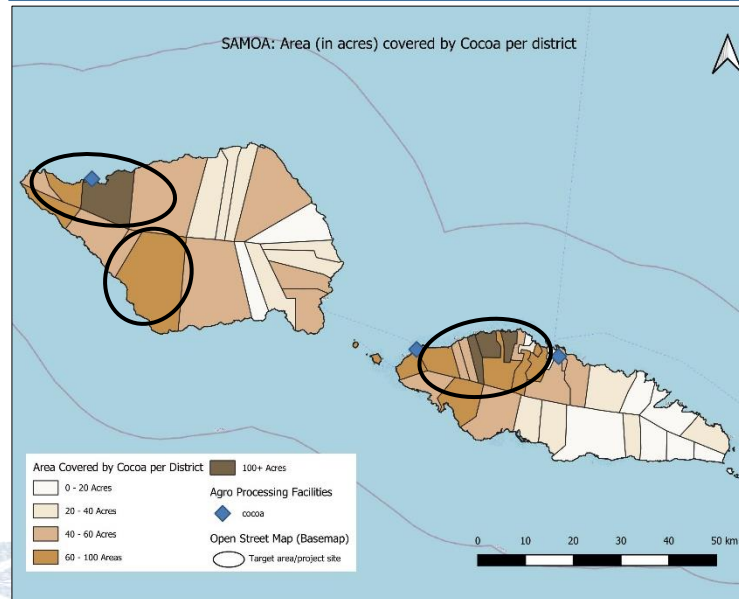 SAMOA: Area (in acres) covered by Cocoa per district
Area Covered by Cocoa per District
0 - 20 Acres
20 - 40 Acres
40 - 60 Acres
60 - 100 Areas
100+ Acres
Agro Processing Facilities
cocoa
Open Street Map (Basemap)
Target area/project site
0 10 20 30 40 50 km